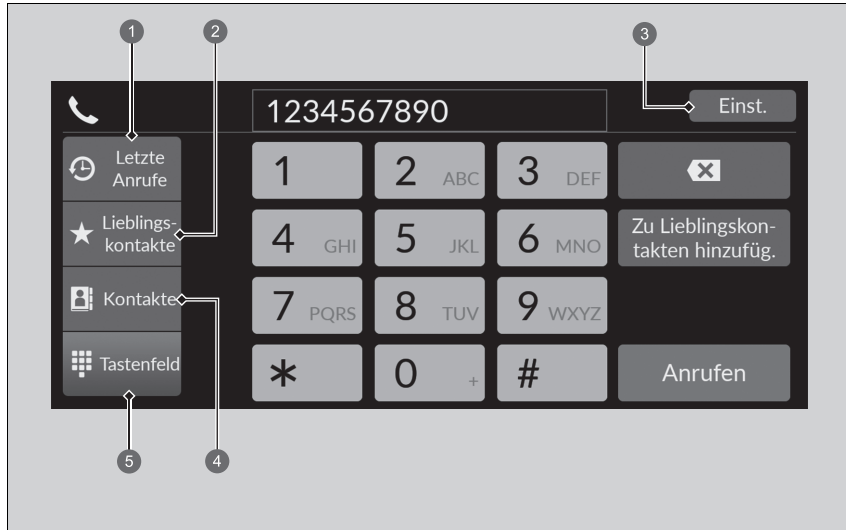 1 2 3
1234567890 Einst.
Letzte
Anrufe
1 2 ABC 3 DEF
Lieblings-
kontakte
4 GHI 5 JKL 6 MNO
Zu Lieblingskon-
takten hinzufüg.
Kontakte
7 PQRS 8 TUV 9 WXYZ
Tastenfeld
* 0 + #
Anrufen
5 4